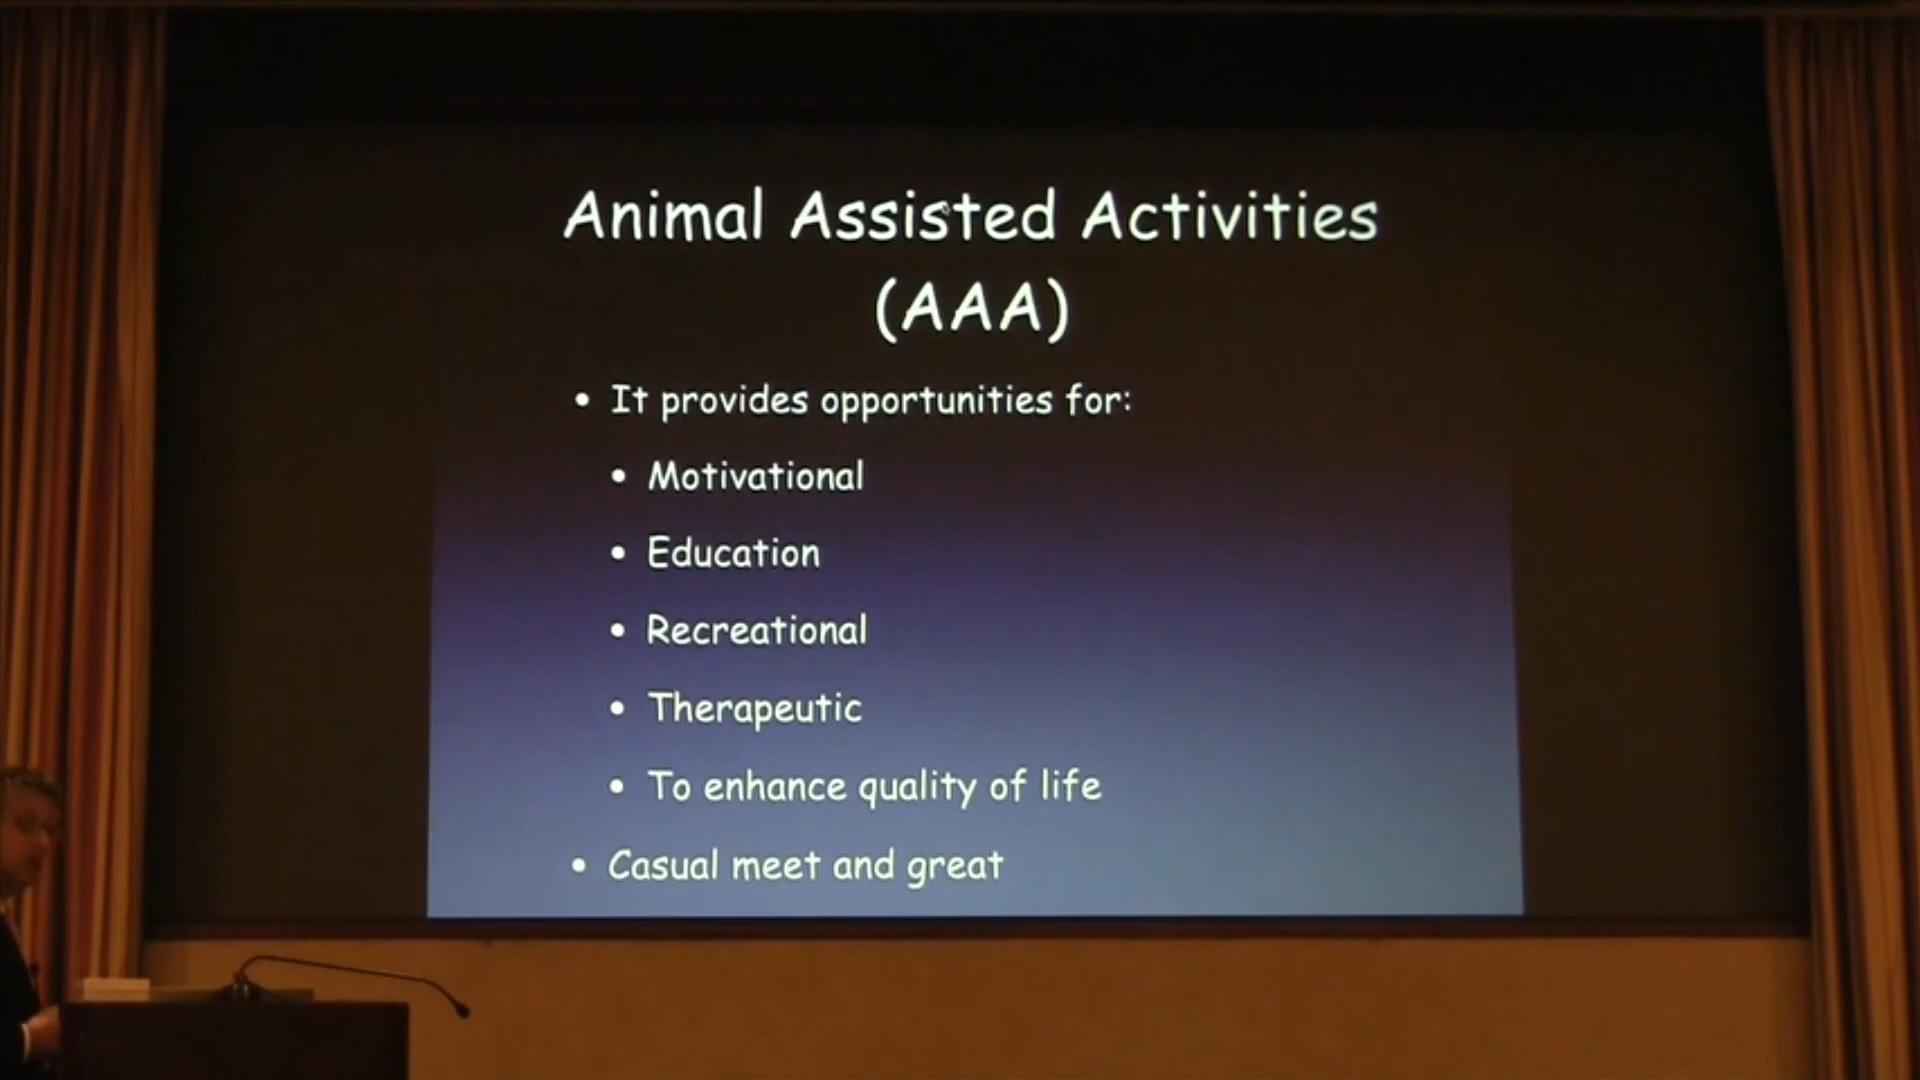 Animal Assisted Activities
(AAA)
• It provides opportunities for:
• Motivational
• Education
• Recreational
• Therapeutic
• To enhance quality of life
• Casual meet and great